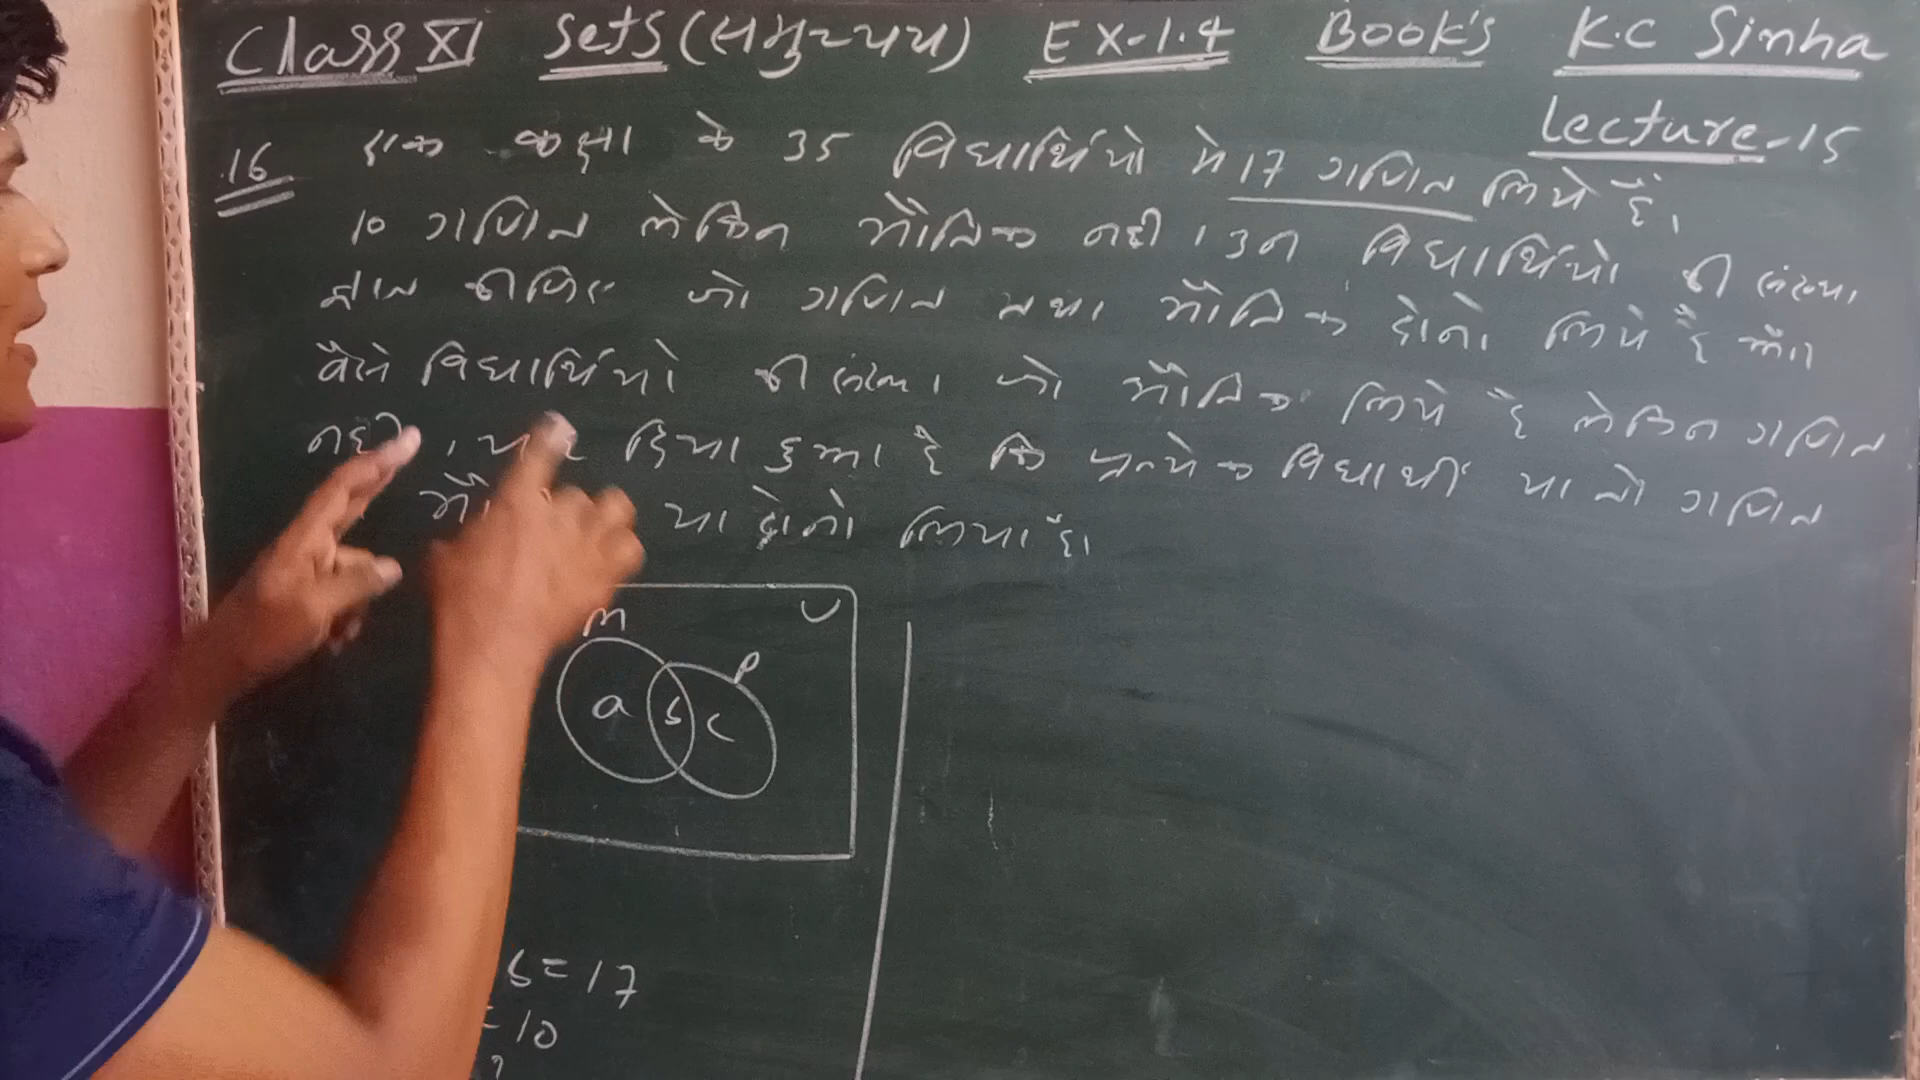 Class XI Sets (समुच्चय) EX-1.4 Book's K.C Sinha
Lecture-15
16 एक कक्षा के 35 विद्यार्थियों में 17 गणित लिये हैं,
10 गणित लेकिन भौतिक नहीं । उन विद्यार्थियों की संख्या
ज्ञात कीजिए जो गणित तथा भौतिक दोनों लिये हैं और
वैसे विद्यार्थियों की संख्या जो भौतिक लिये हैं लेकिन गणित
नहीं । दिया हुआ है कि प्रत्येक विद्यार्थी या तो गणित
या दोनों लिया है।
M U
P
a b c
b = 17
= 10
?